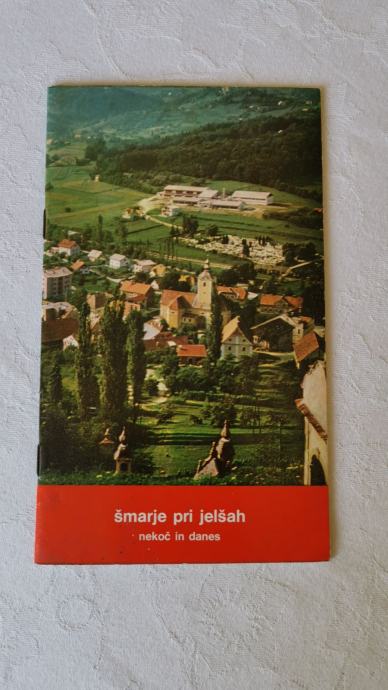 šmarje pri jelšah
nekoč in danes